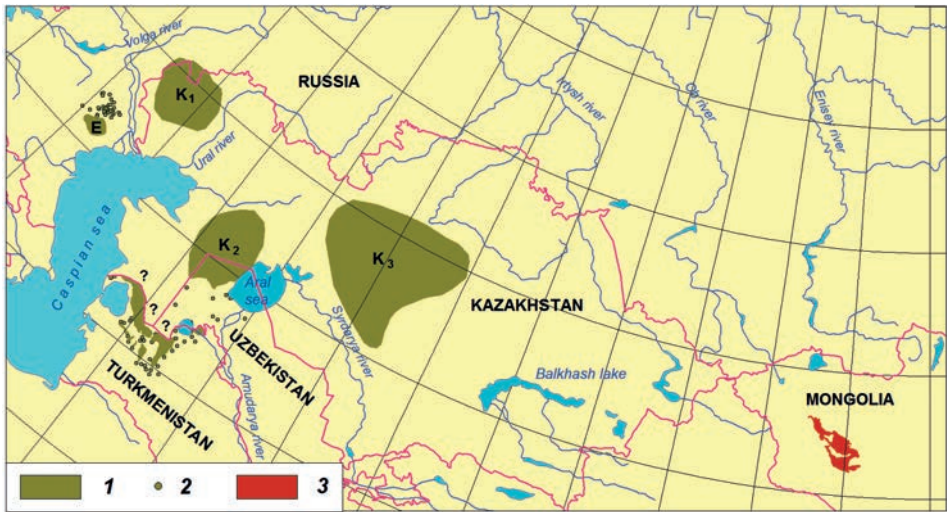 Volga river
RUSSIA
K1
E
Ural river
Irtysh river
Ob river
Enisey river
Caspian sea
K2
K3
?
?
?
Aral
sea
KAZAKHSTAN
Syrdarya river
UZBEKISTAN
TURKMENISTAN
Amudarya river
Balkhash lake
MONGOLIA
1 2 3